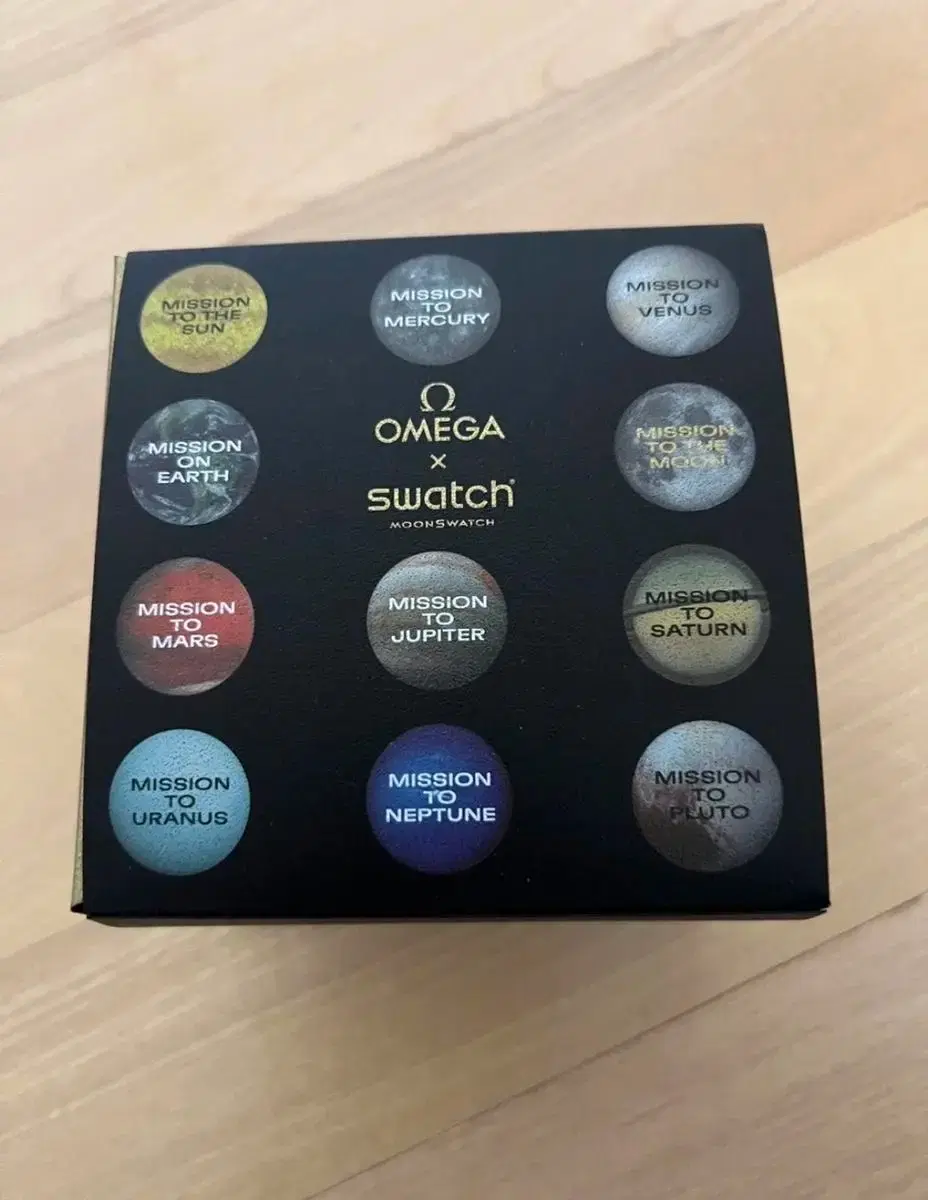 MISSION
TO THE
SUN
MISSION
TO
MERCURY
MISSION
TO
VENUS
MISSION
ON
EARTH
Ω
OMEGA
×
swatch®
MOONSWATCH
MISSION
TO THE
MOON
MISSION
TO
MARS
MISSION
TO
JUPITER
MISSION
TO
SATURN
MISSION
TO
URANUS
MISSION
TO
NEPTUNE
MISSION
TO
PLUTO